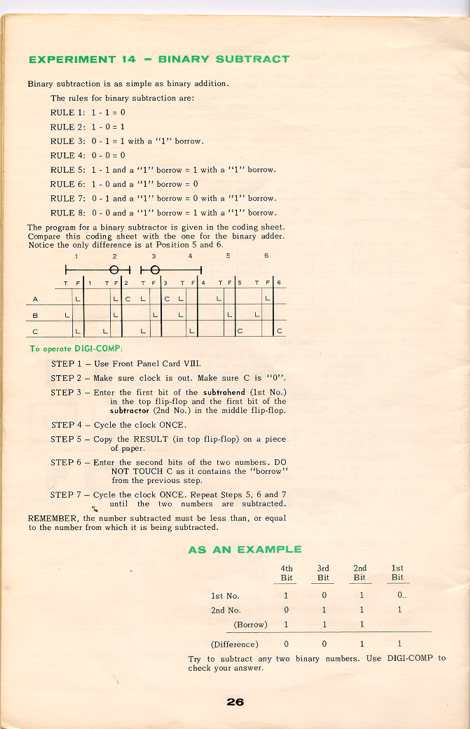 EXPERIMENT 14 - BINARY SUBTRACT
Binary subtraction is as simple as binary addition.
The rules for binary subtraction are:
RULE 1: 1 - 1 = 0
RULE 2: 1 - 0 = 1
RULE 3: 0 - 1 = 1 with a "1" borrow.
RULE 4: 0 - 0 = 0
RULE 5: 1 - 1 and a "1" borrow = 1 with a "1" borrow.
RULE 6: 1 - 0 and a "1" borrow = 0
RULE 7: 0 - 1 and a "1" borrow = 0 with a "1" borrow.
RULE 8: 0 - 0 and a "1" borrow = 1 with a "1" borrow.
The program for a binary subtractor is given in the coding sheet.
Compare this coding sheet with the one for the binary adder.
Notice the only difference is at Position 5 and 6.
1 2 3 4 5 6
T F 1 T F 2 T F 3 T F 4 T F 5 T F 6
A L L C L C L L L
B L L L L L L
C L L L L C C
To operate DIGI-COMP:
STEP 1 – Use Front Panel Card VIII.
STEP 2 – Make sure clock is out. Make sure C is "0".
STEP 3 – Enter the first bit of the subtrahend (1st No.)
in the top flip-flop and the first bit of the
subtractor (2nd No.) in the middle flip-flop.
STEP 4 – Cycle the clock ONCE.
STEP 5 – Copy the RESULT (in top flip-flop) on a piece
of paper.
STEP 6 – Enter the second bits of the two numbers. DO
NOT TOUCH C as it contains the "borrow"
from the previous step.
STEP 7 – Cycle the clock ONCE. Repeat Steps 5, 6 and 7
until the two numbers are subtracted.
REMEMBER, the number subtracted must be less than, or equal
to the number from which it is being subtracted.
AS AN EXAMPLE
4th 3rd 2nd 1st
Bit Bit Bit Bit
1st No. 1 0 1 0..
2nd No. 0 1 1 1
(Borrow) 1 1 1
(Difference) 0 0 1 1
Try to subtract any two binary numbers. Use DIGI-COMP to
check your answer.
26